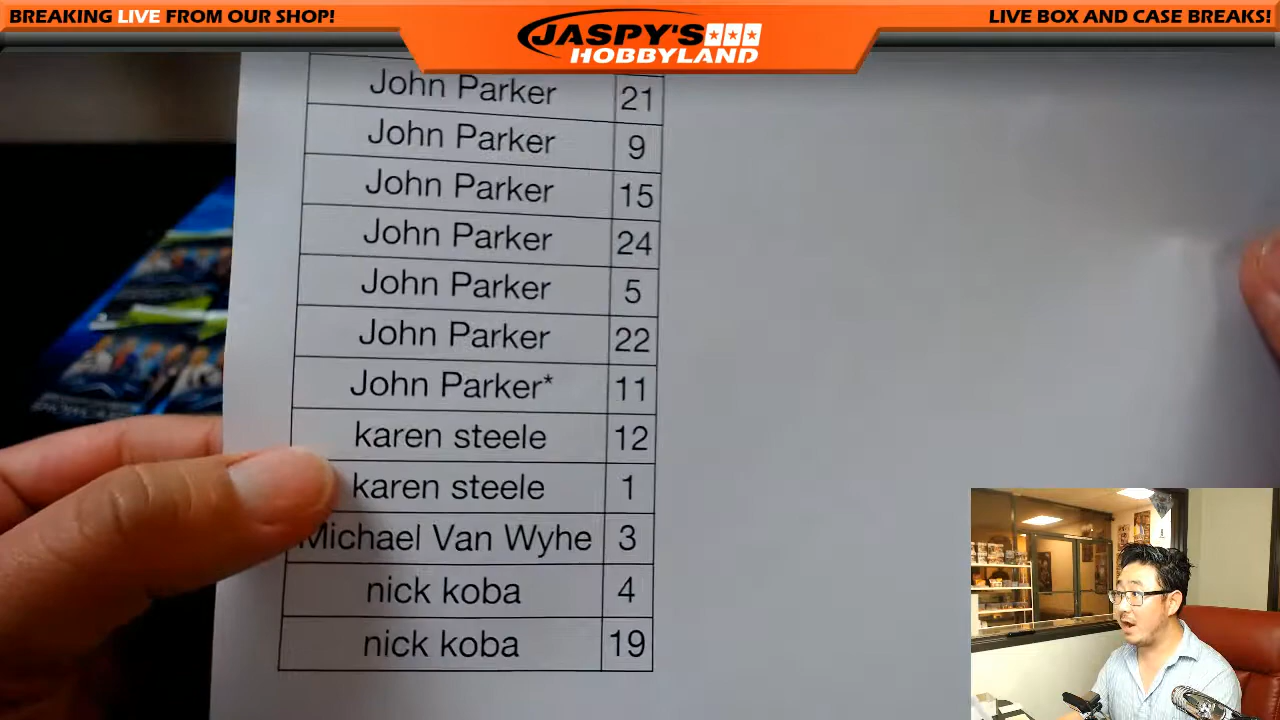 BREAKING LIVE FROM OUR SHOP!
JASPY'S
HOBBYLAND
LIVE BOX AND CASE BREAKS!
John Parker 21
John Parker 9
John Parker 15
John Parker 24
John Parker 5
John Parker 22
John Parker* 11
karen steele 12
karen steele 1
Michael Van Wyhe 3
nick koba 4
nick koba 19